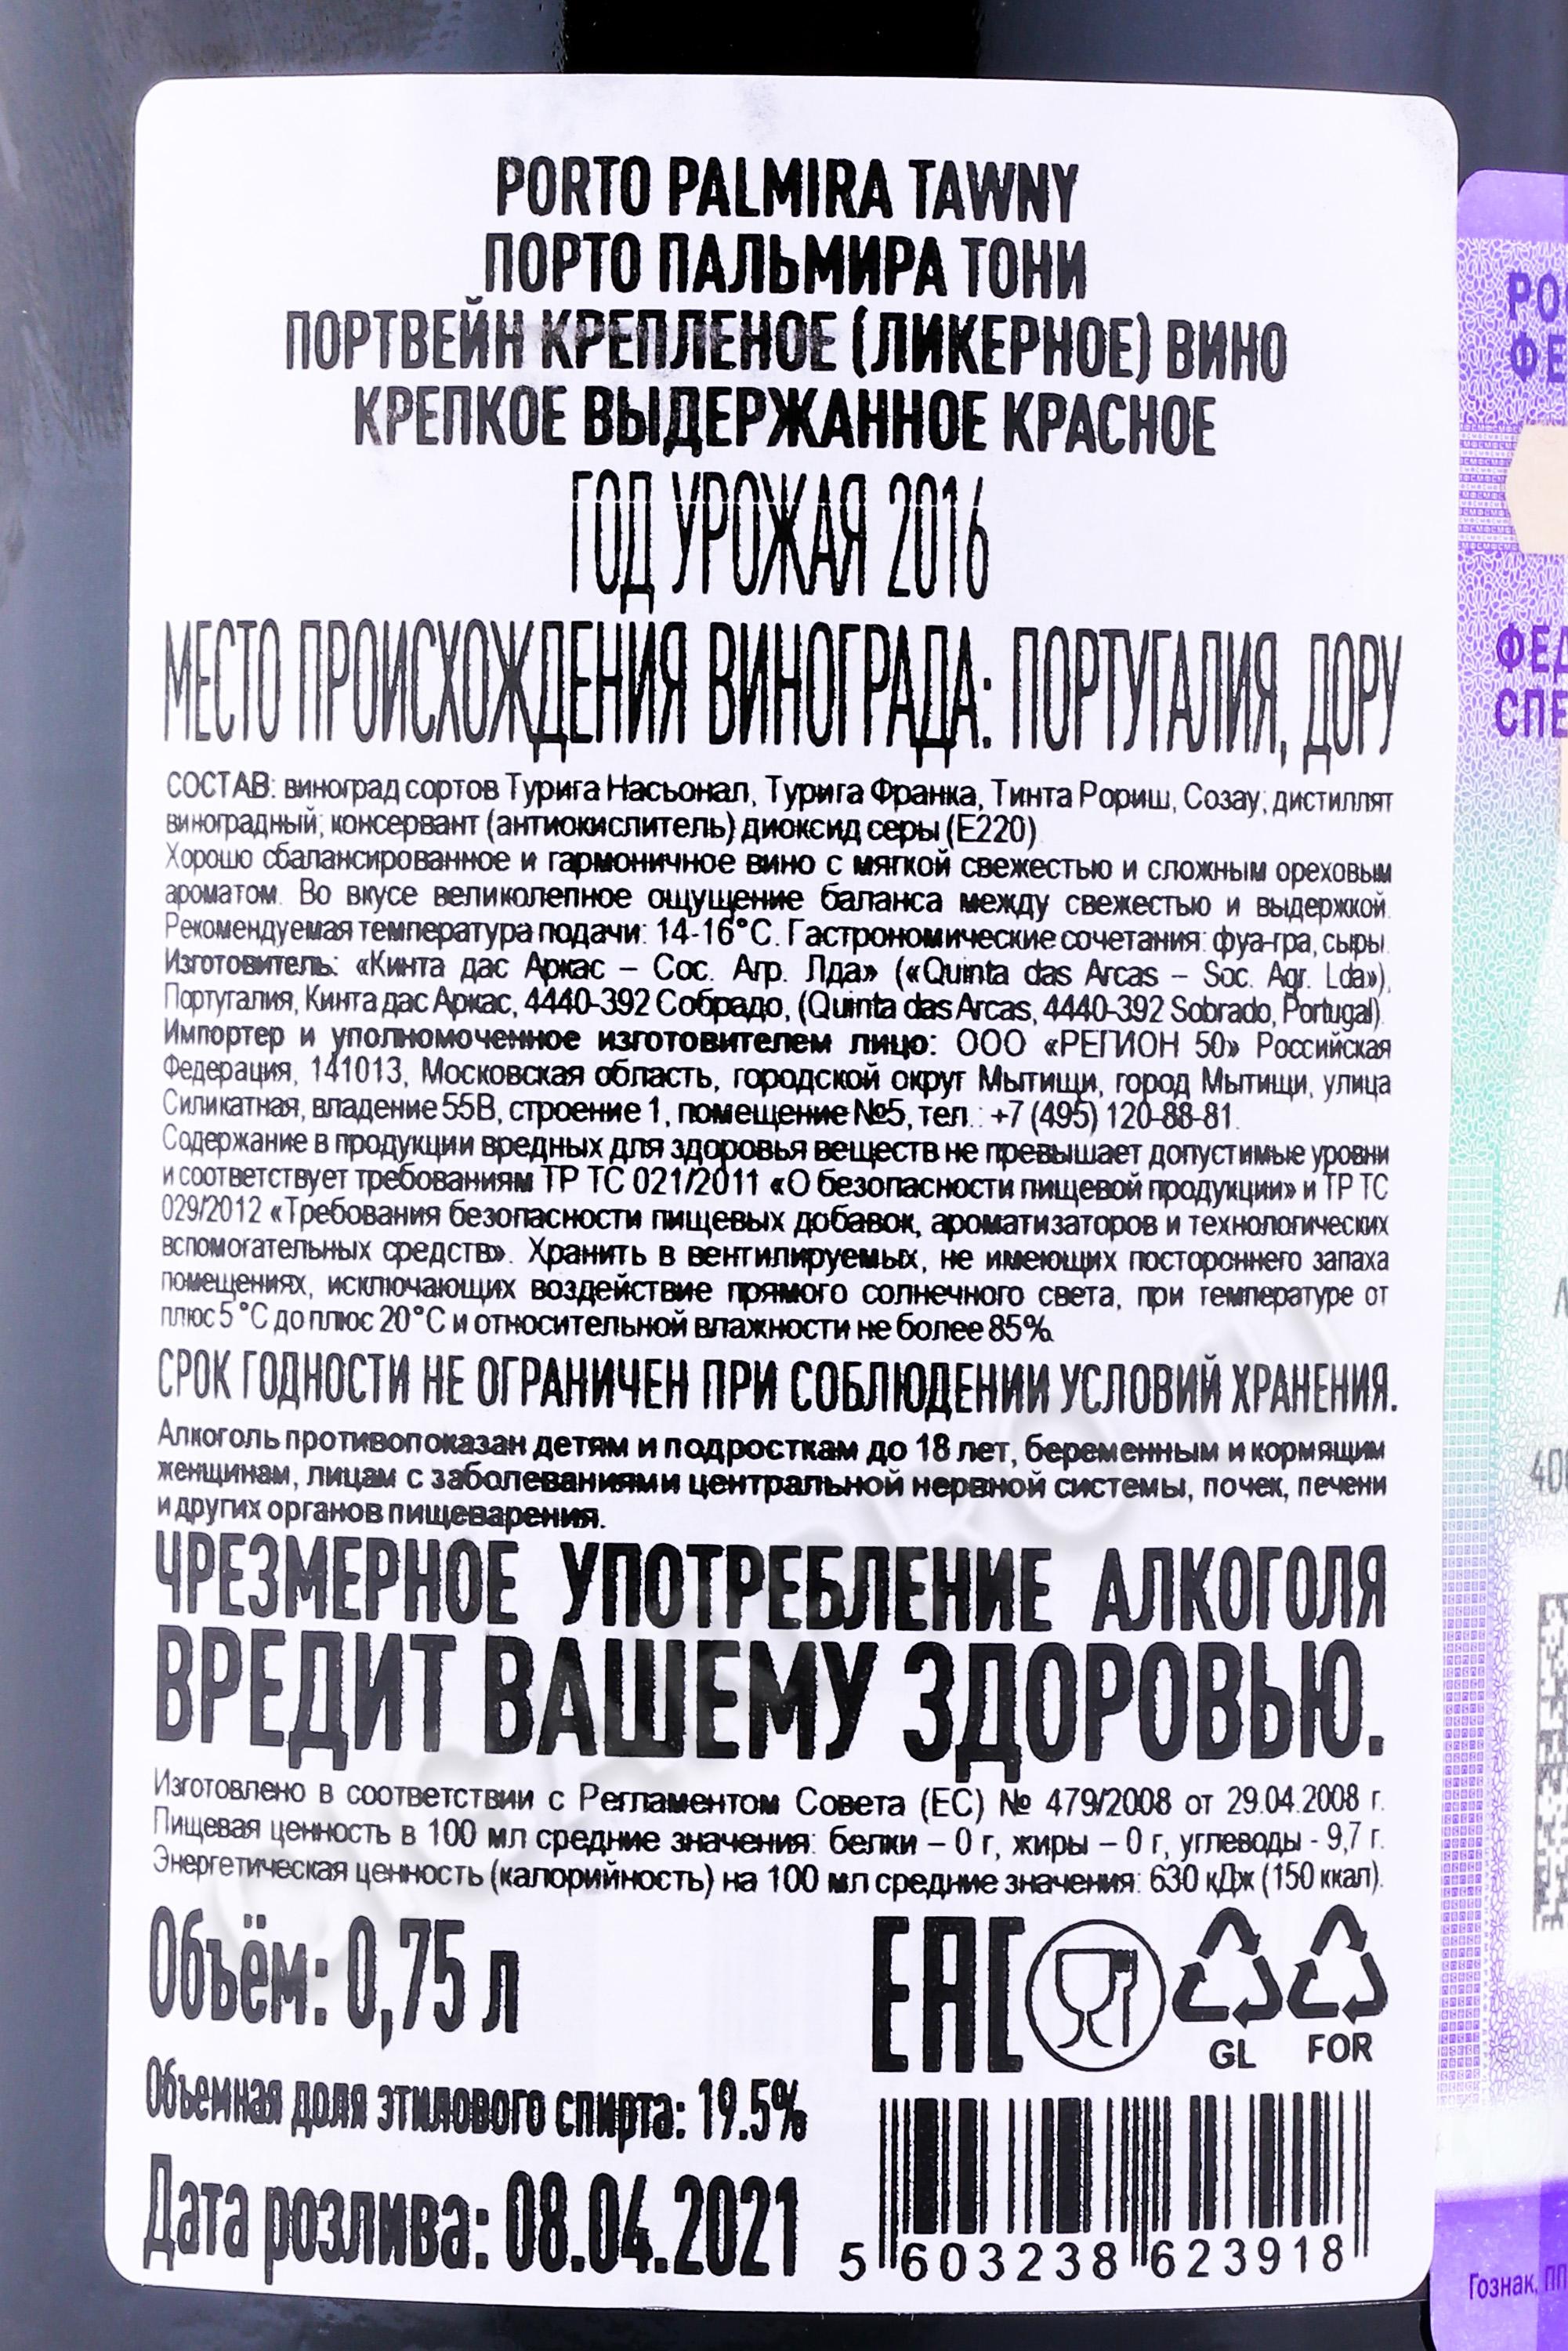 PORTO PALMIRA TAWNY
ПОРТО ПАЛЬМИРА ТОНИ
ПОРТВЕЙН КРЕПЛЕНОЕ (ЛИКЕРНОЕ) ВИНО
КРЕПКОЕ ВЫДЕРЖАННОЕ КРАСНОЕ
ГОД УРОЖАЯ 2016
МЕСТО ПРОИСХОЖДЕНИЯ ВИНОГРАДА: ПОРТУГАЛИЯ, ДОРУ
СОСТАВ: виноград сортов Турига Насьонал, Турига Франка, Тинта Рориш, Созау, дистиллят
виноградный, консервант (антиокислитель) диоксид серы (Е220)
Хорошо сбалансированное и гармоничное вино с мягкой свежестью и сложным ореховым
ароматом. Во вкусе великолепное ощущение баланса между свежестью и выдержкой.
Рекомендуемая температура подачи: 14-16°С. Гастрономические сочетания: фуа-гра, сыры.
Изготовитель: «Кинта дас Аркас – Сос. Агр. Лда» («Quinta das Arcas – Soc. Agr. Lda»),
Португалия, Кинта дас Аркас, 4440-392 Собрадо, (Quinta das Arcas, 4440-392 Sobrado, Portugal).
Импортер и уполномоченное изготовителем лицо: ООО «РЕГИОН 50» Российская
Федерация, 141013, Московская область, городской округ Мытищи, город Мытищи, улица
Силикатная, владение 55В, строение 1, помещение №5, тел.: +7 (495) 120-88-81.
Содержание в продукции вредных для здоровья веществ не превышает допустимые уровни
и соответствует требованиям ТР ТС 021/2011 «О безопасности пищевой продукции» и ТР ТС
029/2012 «Требования безопасности пищевых добавок, ароматизаторов и технологических
вспомогательных средств». Хранить в вентилируемых, не имеющих постороннего запаха
помещениях, исключающих воздействие прямого солнечного света, при температуре от
плюс 5 °С до плюс 20 °С и относительной влажности не более 85%.
СРОК ГОДНОСТИ НЕ ОГРАНИЧЕН ПРИ СОБЛЮДЕНИИ УСЛОВИЙ ХРАНЕНИЯ.
Алкоголь противопоказан детям и подросткам до 18 лет, беременным и кормящим
женщинам, лицам с заболеваниями центральной нервной системы, почек, печени
и других органов пищеварения.
ЧРЕЗМЕРНОЕ УПОТРЕБЛЕНИЕ АЛКОГОЛЯ
ВРЕДИТ ВАШЕМУ ЗДОРОВЬЮ.
Изготовлено в соответствии с Регламентом Совета (ЕС) № 479/2008 от 29.04.2008 г.
Пищевая ценность в 100 мл средние значения: белки – 0 г, жиры – 0 г, углеводы - 9,7 г.
Энергетическая ценность (калорийность) на 100 мл средние значения: 630 кДж (150 ккал).
Объём: 0,75 л
EAC
GL
FOR
Объемная доля этилового спирта: 19.5%
Дата розлива: 08.04.2021
5 603238 623918
РО
ФЕ
ФЕД
СПЕ
Гознак,